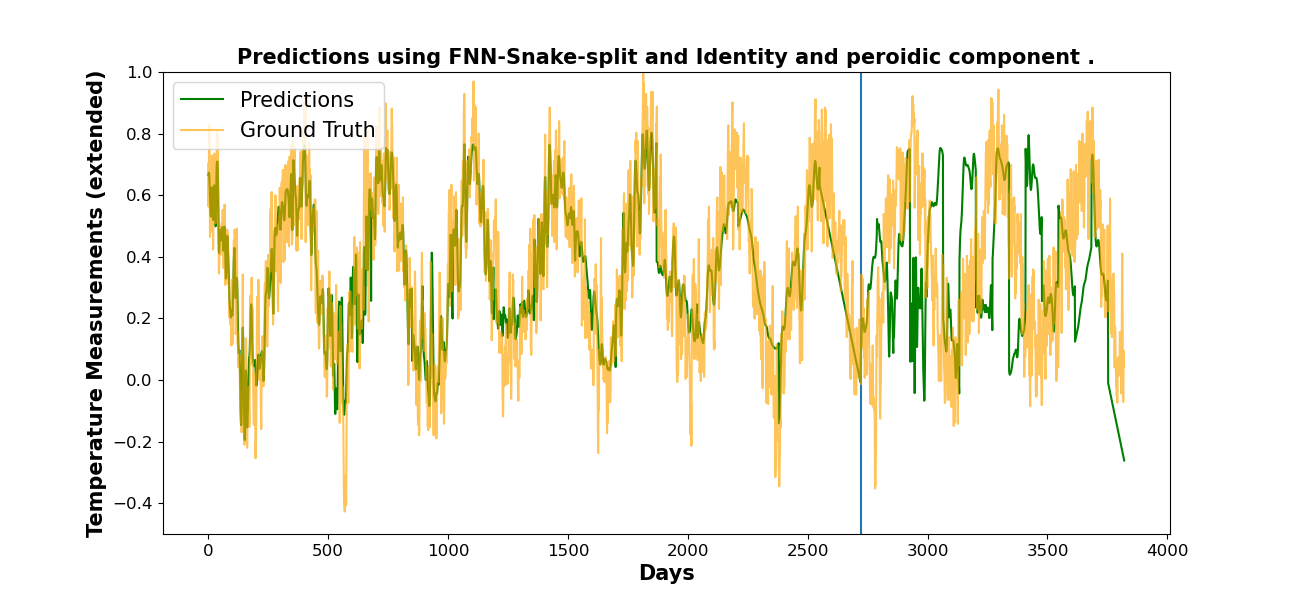 Predictions using FNN-Snake-split and Identity and peroidic component .
Temperature Measurements (extended)
1.0
0.8
0.6
0.4
0.2
0.0
−0.2
−0.4
Predictions
Ground Truth
0 500 1000 1500 2000 2500 3000 3500 4000
Days